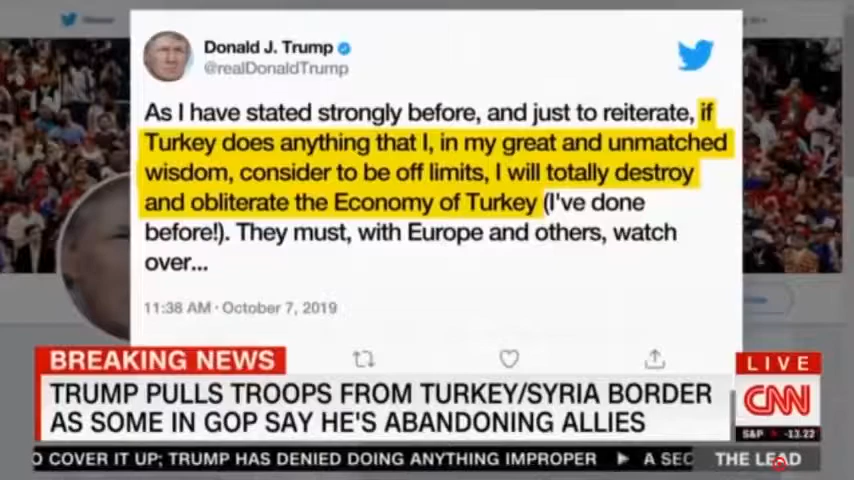 Donald J. Trump
@realDonaldTrump
As I have stated strongly before, and just to reiterate, if
Turkey does anything that I, in my great and unmatched
wisdom, consider to be off limits, I will totally destroy
and obliterate the Economy of Turkey (I've done
before!). They must, with Europe and others, watch
over...
11:38 AM · October 7, 2019
BREAKING NEWS
TRUMP PULLS TROOPS FROM TURKEY/SYRIA BORDER
AS SOME IN GOP SAY HE'S ABANDONING ALLIES
LIVE
CNN
S&P -13.22
O COVER IT UP; TRUMP HAS DENIED DOING ANYTHING IMPROPER ▶ A SEC
THE LEAD